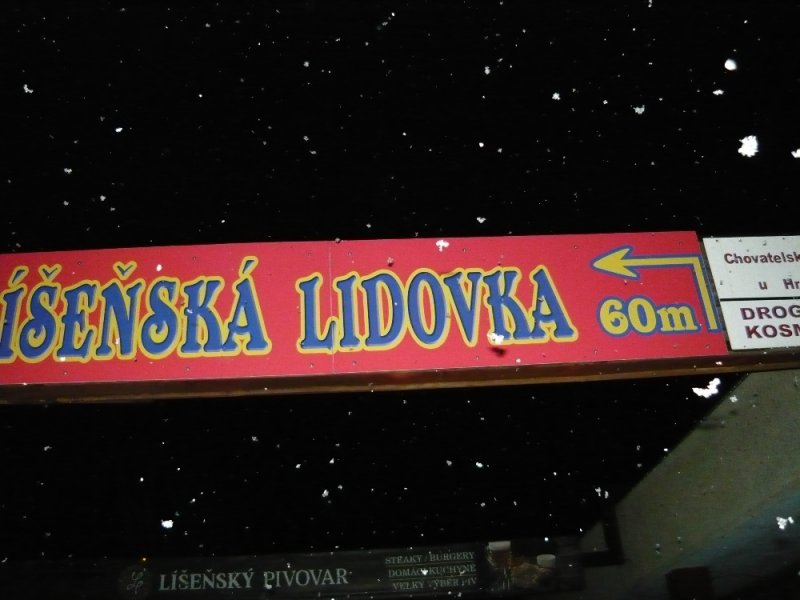 ÍŠEŇSKÁ LIDOVKA
60m
Chovatelsk
u Hr
DROG
KOSM
LÍŠEŇSKÝ PIVOVAR
STEAKY / BURGERY
DOMÁCÍ KUCHYNĚ
VELKÝ VÝBĚR PIV